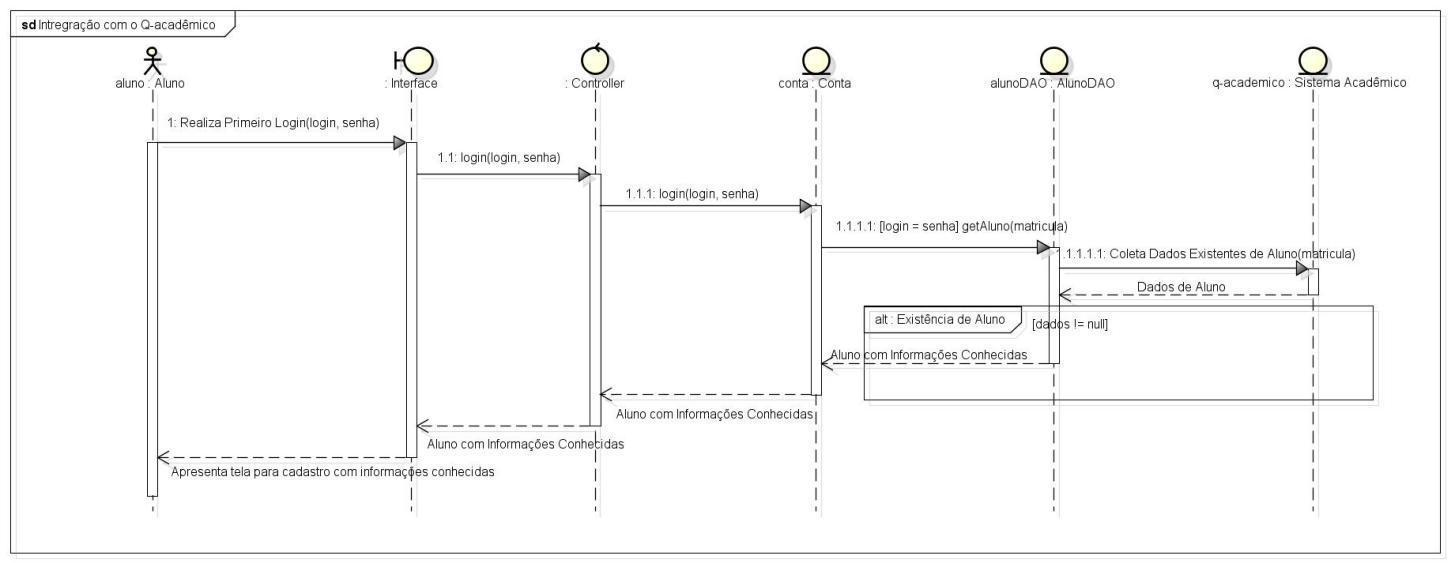 sd Intregração com o Q-acadêmico
aluno : Aluno
: Interface
: Controller
conta : Conta
alunoDAO : AlunoDAO
q-academico : Sistema Acadêmico
1: Realiza Primeiro Login(login, senha)
1.1: login(login, senha)
1.1.1: login(login, senha)
1.1.1.1: [login = senha] getAluno(matricula)
.1.1.1.1: Coleta Dados Existentes de Aluno(matricula)
Dados de Aluno
alt : Existência de Aluno
[dados != null]
Aluno com Informações Conhecidas
Aluno com Informações Conhecidas
Aluno com Informações Conhecidas
Apresenta tela para cadastro com informações conhecidas